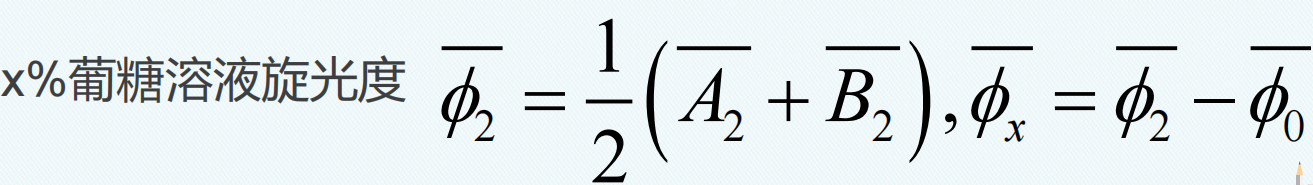 x%葡糖溶液旋光度 $\overline{\phi_2} = \frac{1}{2}\left(\overline{A_2} + \overline{B_2}\right), \overline{\phi_x} = \overline{\phi_2} - \overline{\phi_0}$